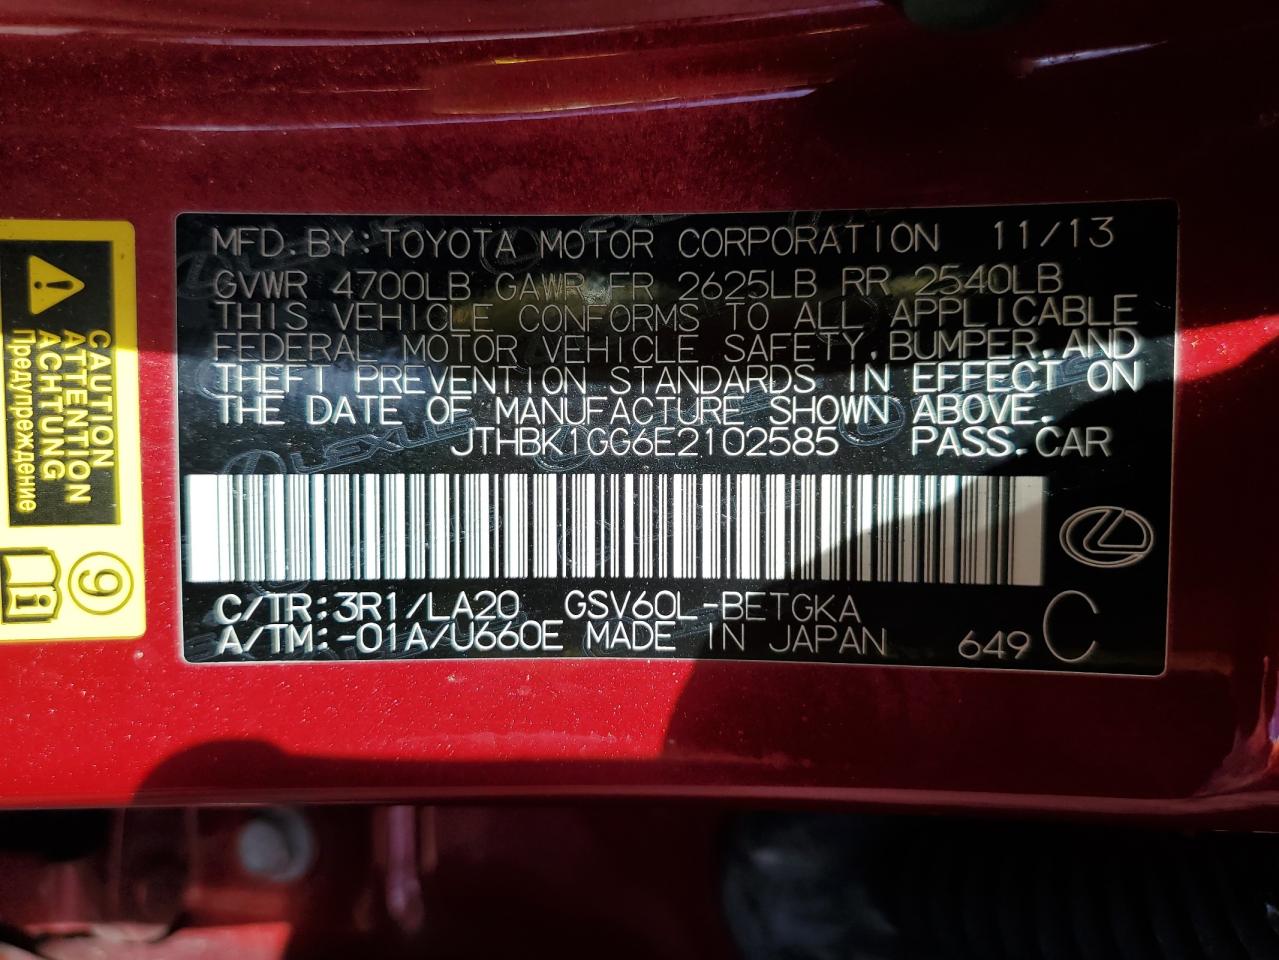 MFD.BY:TOYOTA MOTOR CORPORATION 11/13
GVWR 4700LB GAWR FR 2625LB RR 2540LB
THIS VEHICLE CONFORMS TO ALL APPLICABLE
FEDERAL MOTOR VEHICLE SAFETY,BUMPER,AND
THEFT PREVENTION STANDARDS IN EFFECT ON
THE DATE OF MANUFACTURE SHOWN ABOVE.
JTHBK1GG6E2102585 PASS.CAR
C/TR:3R1/LA20 GSV60L-BETGKA
A/TM:-01A/U660E MADE IN JAPAN 649 C
LEXUS
CAUTION
ATTENTION
ACHTUNG
Предупреждение
9